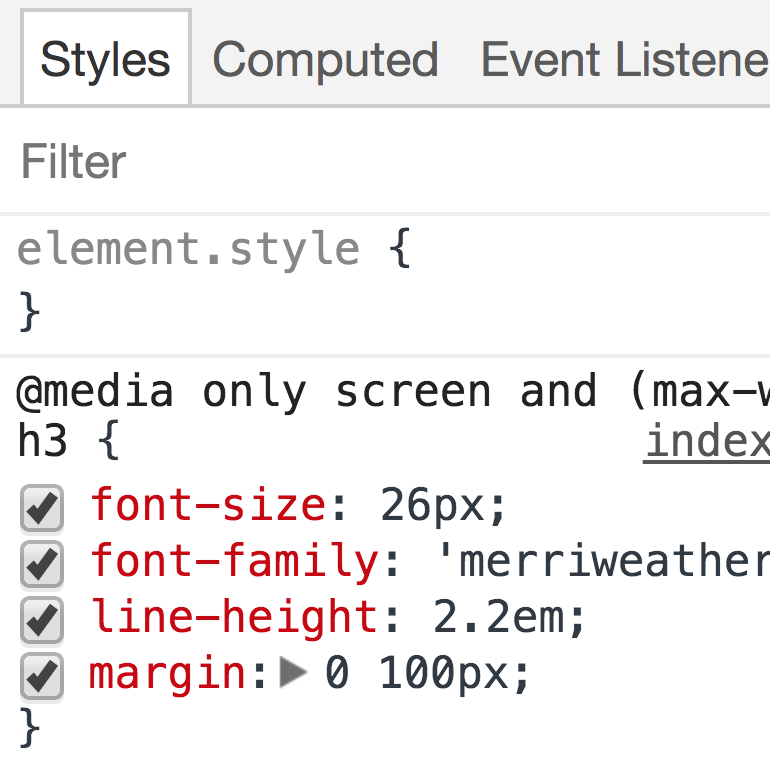 Styles Computed Event Listene
Filter
element.style {
}
@media only screen and (max-w
h3 { index
font-size: 26px;
font-family: 'merriweather
line-height: 2.2em;
margin: 0 100px;
}